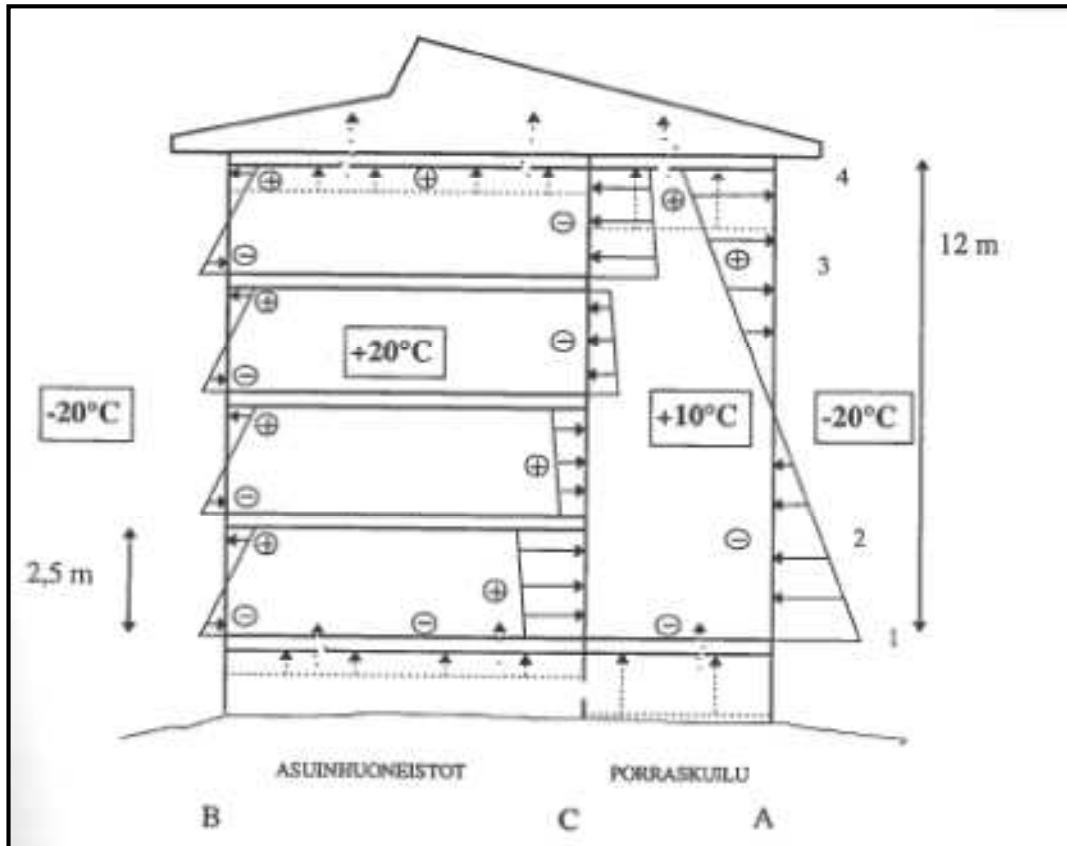 4
12 m
3
+20°C
-20°C
+10°C
-20°C
2
2,5 m
1
ASUINHUONEISTOT
PORRASKUILU
B
C
A